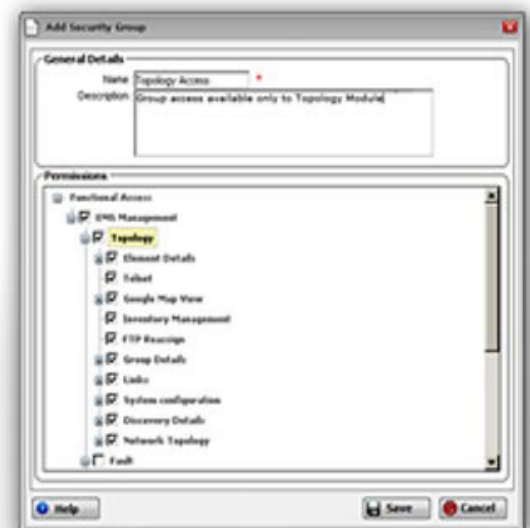 Add Security Group
General Details
Name Topology Access *
Description Group access available only to Topology Module
Permissions
Functional Access
EMS Management
Topology
Element Details
Telnet
Google Map View
Inventory Management
FTP Reassign
Group Details
Links
System configuration
Discovery Details
Network Topology
Fault
Help Save Cancel